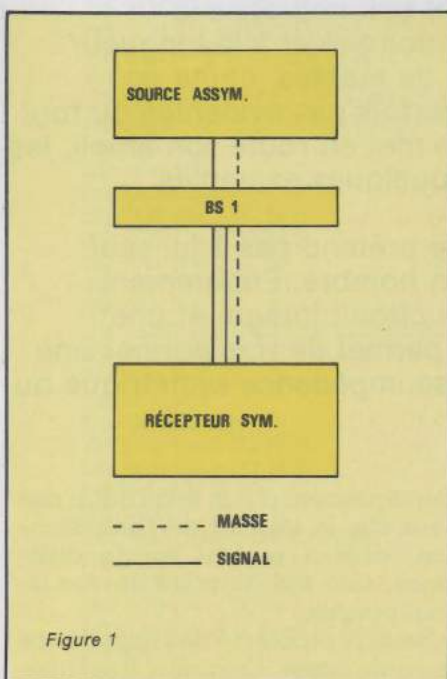 SOURCE ASSYM.
BS 1
RÉCEPTEUR SYM.
MASSE
SIGNAL
Figure 1